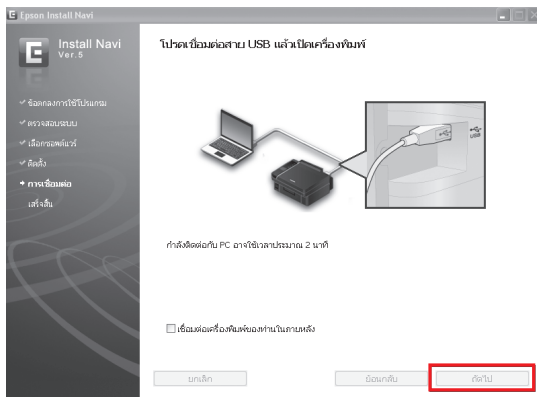 Epson Install Navi
Install Navi
Ver.5
ข้อตกลงการใช้โปรแกรม
ตรวจสอบระบบ
เลือกซอฟต์แวร์
ติดตั้ง
การเชื่อมต่อ
เสร็จสิ้น
โปรดเชื่อมต่อสาย USB แล้วเปิดเครื่องพิมพ์
USB
กำลังติดต่อกับ PC อาจใช้เวลาประมาณ 2 นาที
เชื่อมต่อเครื่องพิมพ์ของท่านในภายหลัง
ยกเลิก
ย้อนกลับ
ถัดไป